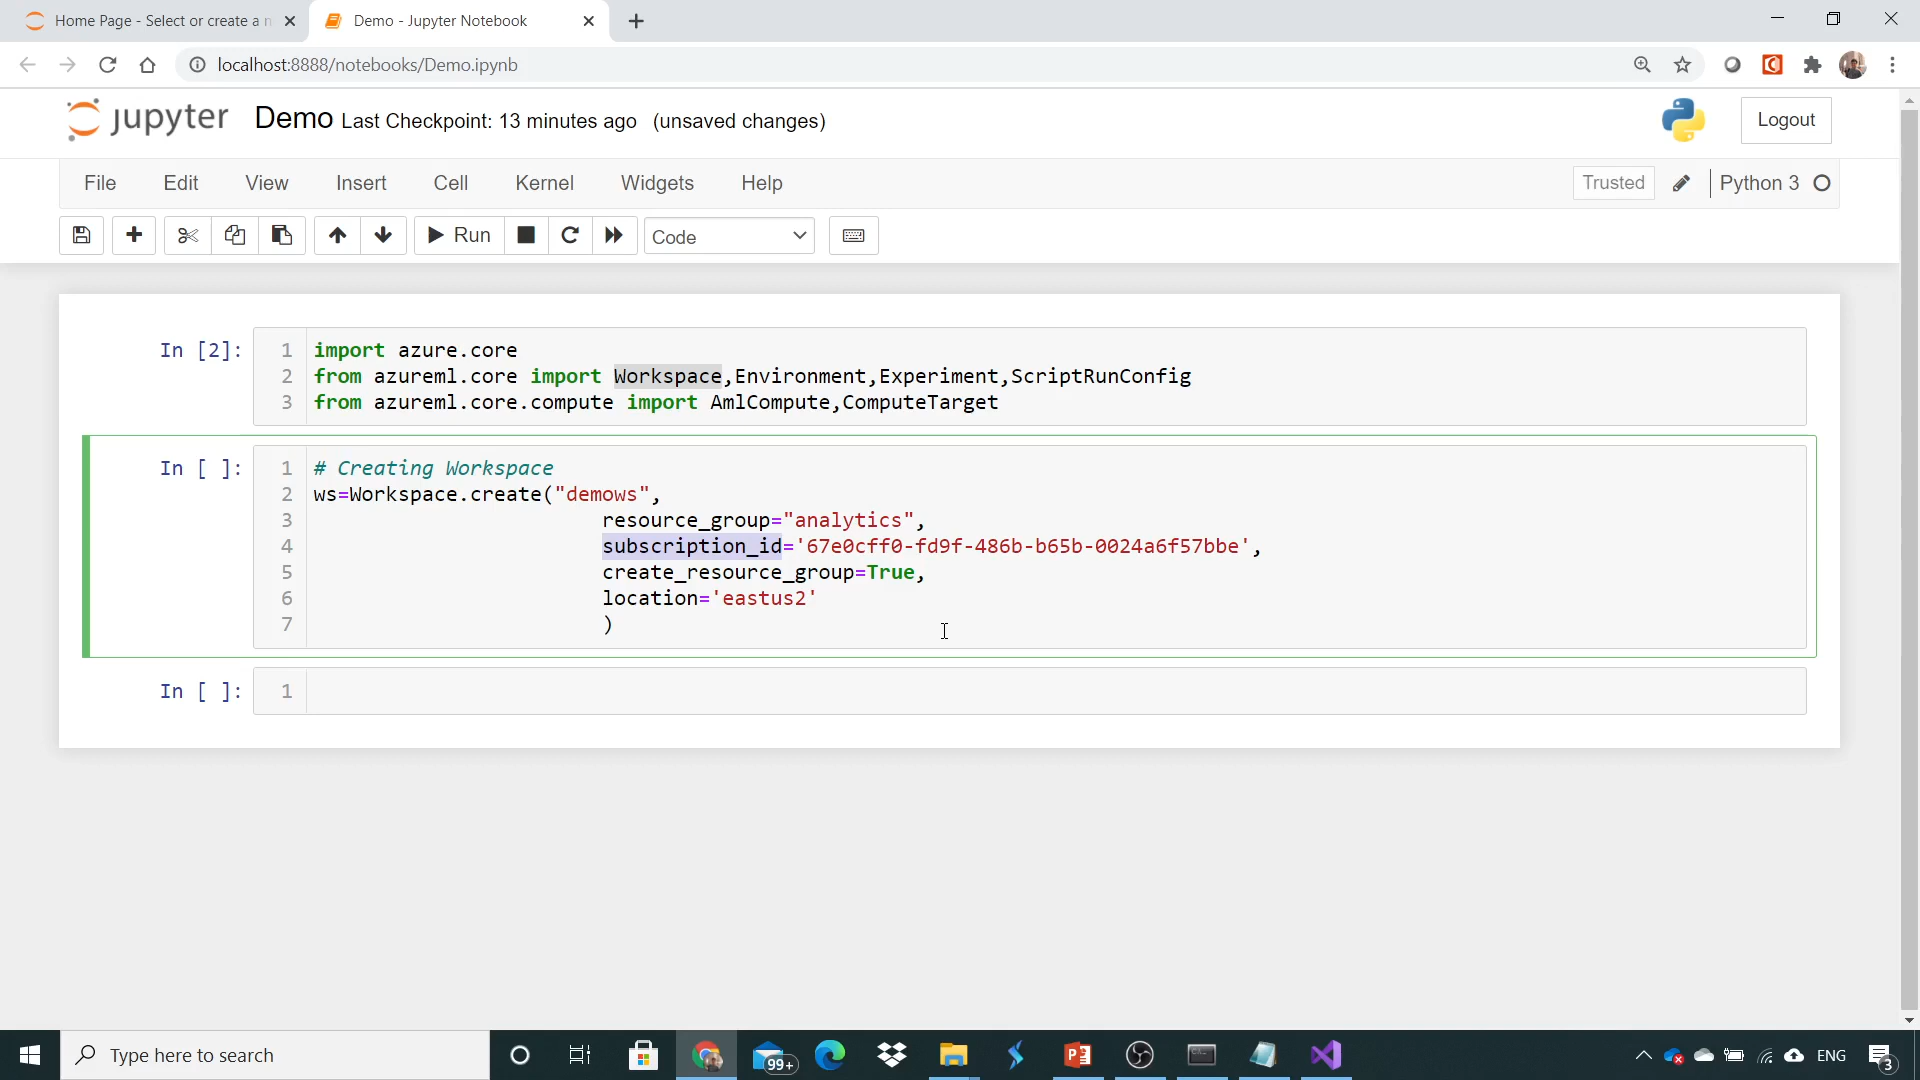 Home Page - Select or create a n
Demo - Jupyter Notebook
localhost:8888/notebooks/Demo.ipynb
jupyter Demo Last Checkpoint: 13 minutes ago (unsaved changes)
Logout
File Edit View Insert Cell Kernel Widgets Help
Trusted
Python 3
Run
Code
In [2]:
1 import azure.core
2 from azureml.core import Workspace,Environment,Experiment,ScriptRunConfig
3 from azureml.core.compute import AmlCompute,ComputeTarget
In [ ]:
1 # Creating Workspace
2 ws=Workspace.create("demows",
3 resource_group="analytics",
4 subscription_id='67e0cff0-fd9f-486b-b65b-0024a6f57bbe',
5 create_resource_group=True,
6 location='eastus2'
7 )
In [ ]:
1
Type here to search
99+
ENG
3